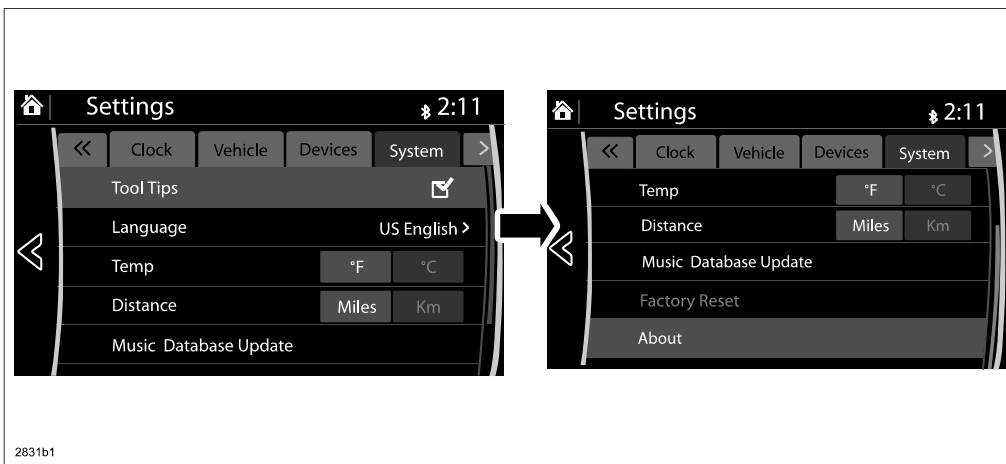 Settings 2:11
« Clock Vehicle Devices System >
Tool Tips
Language US English >
Temp °F °C
Distance Miles Km
Music Database Update
Settings 2:11
« Clock Vehicle Devices System >
Temp °F °C
Distance Miles Km
Music Database Update
Factory Reset
About
2831b1